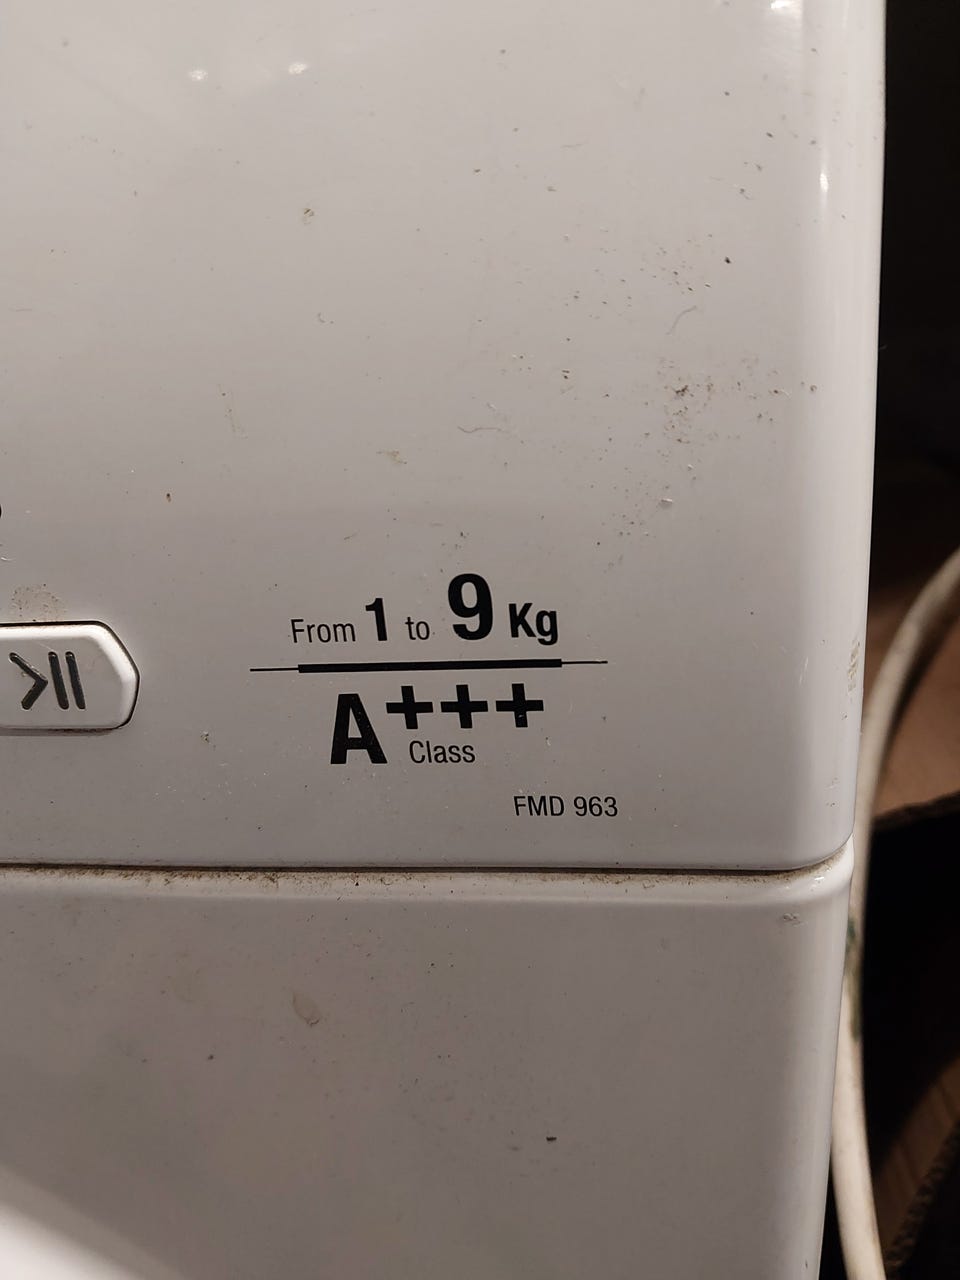 From 1 to 9 Kg
A+++
Class
FMD 963